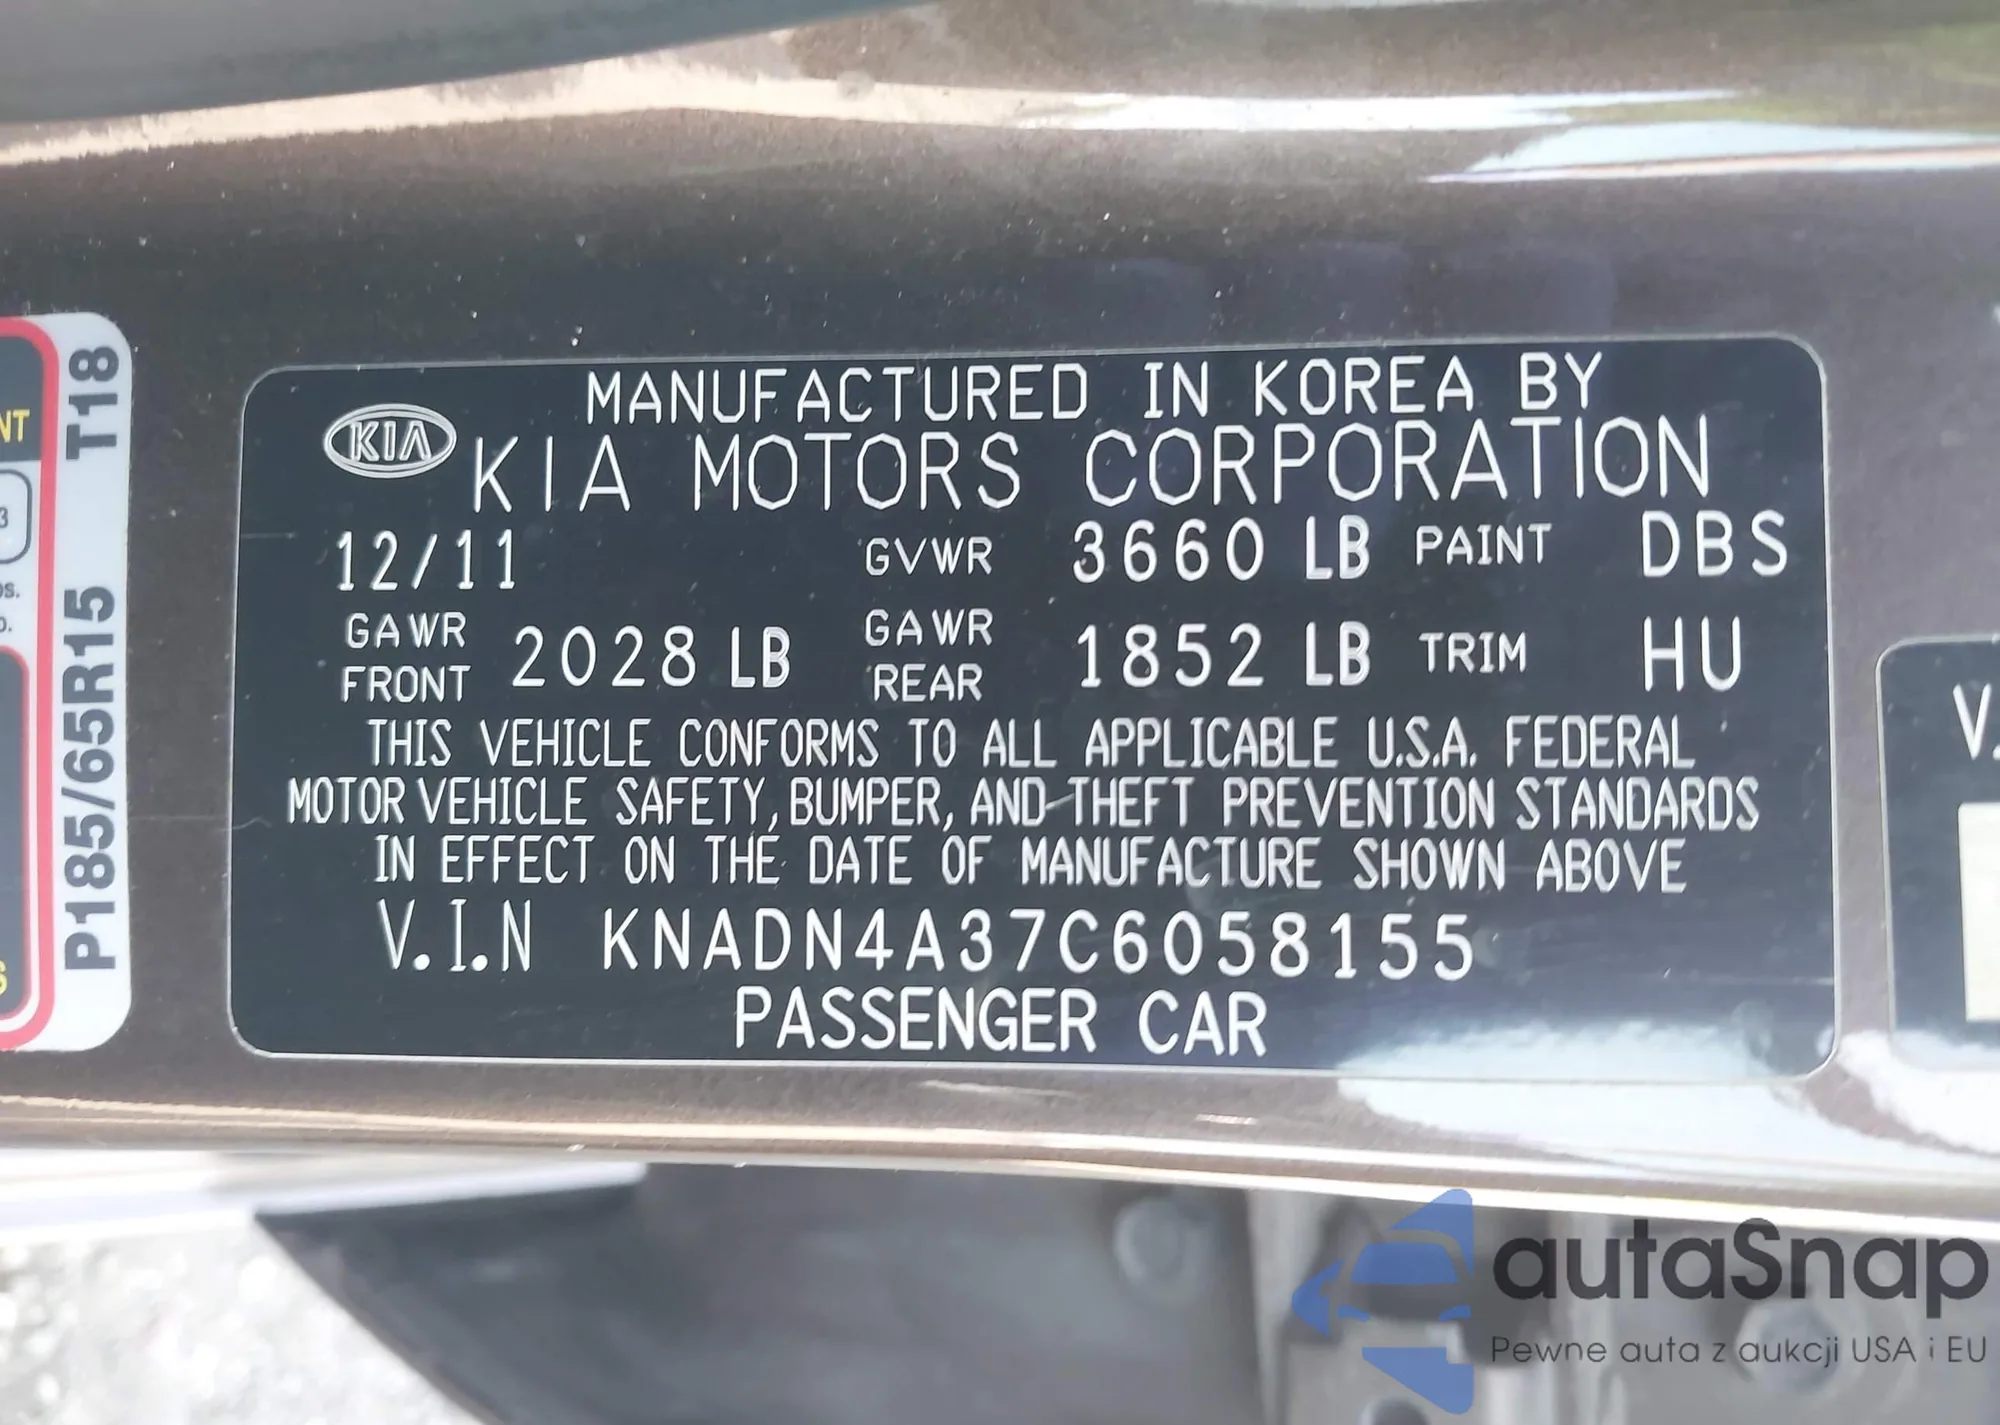 MANUFACTURED IN KOREA BY
KIA
KIA MOTORS CORPORATION
12/11 GVWR 3660 LB PAINT DBS
GAWR FRONT 2028 LB GAWR REAR 1852 LB TRIM HU
THIS VEHICLE CONFORMS TO ALL APPLICABLE U.S.A. FEDERAL
MOTOR VEHICLE SAFETY, BUMPER, AND THEFT PREVENTION STANDARDS
IN EFFECT ON THE DATE OF MANUFACTURE SHOWN ABOVE
V.I.N KNADN4A37C6058155
PASSENGER CAR
P185/65R15 T18
NT
3
S
V.
autaSnap
Pewne auta z aukcji USA i EU